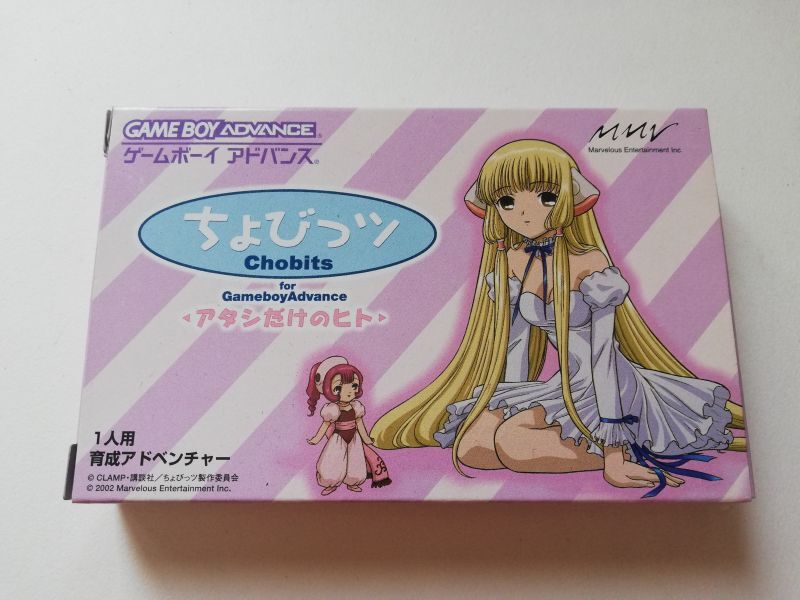 GAME BOY ADVANCE
ゲームボーイ アドバンス®
MMV
Marvelous Entertainment Inc.
ちょびっツ
Chobits
for
GameboyAdvance
アタシだけのヒト
1人用
育成アドベンチャー
© CLAMP・講談社／ちょびっツ製作委員会
© 2002 Marvelous Entertainment Inc.